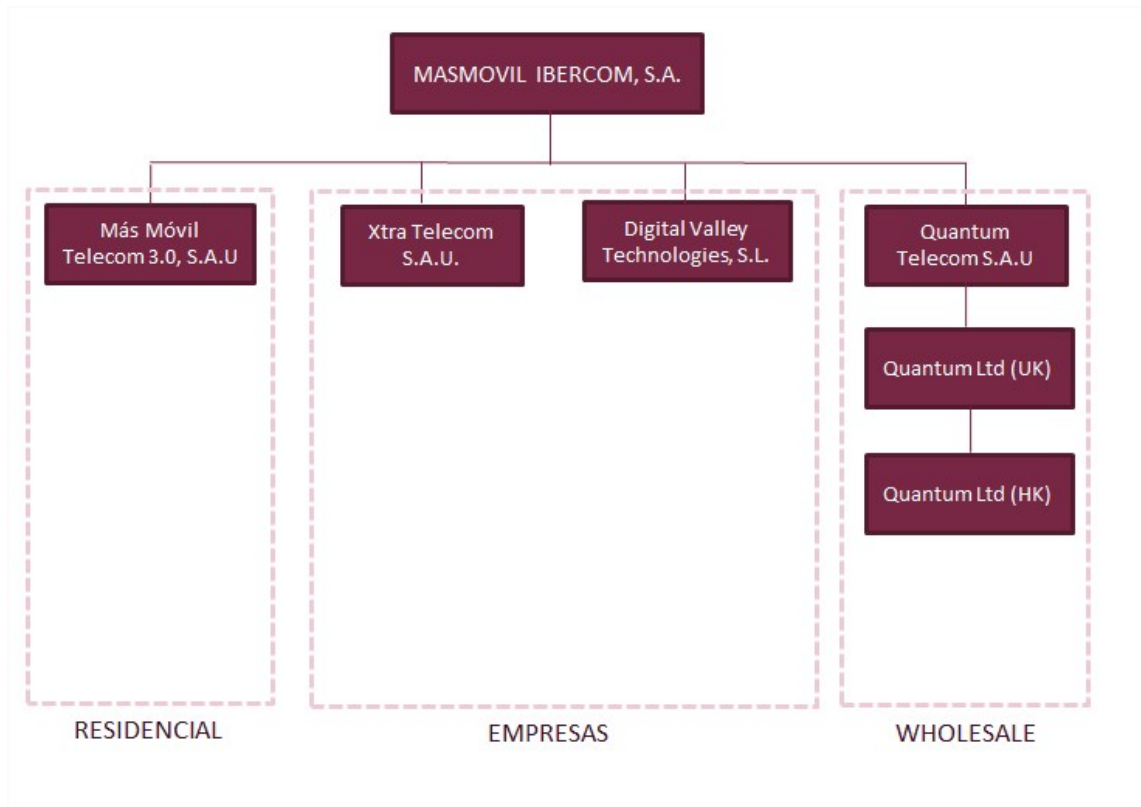 MASMOVIL IBERCOM, S.A.
Más Móvil
Telecom 3.0, S.A.U
Xtra Telecom
S.A.U.
Digital Valley
Technologies, S.L.
Quantum
Telecom S.A.U
Quantum Ltd (UK)
Quantum Ltd (HK)
RESIDENCIAL
EMPRESAS
WHOLESALE